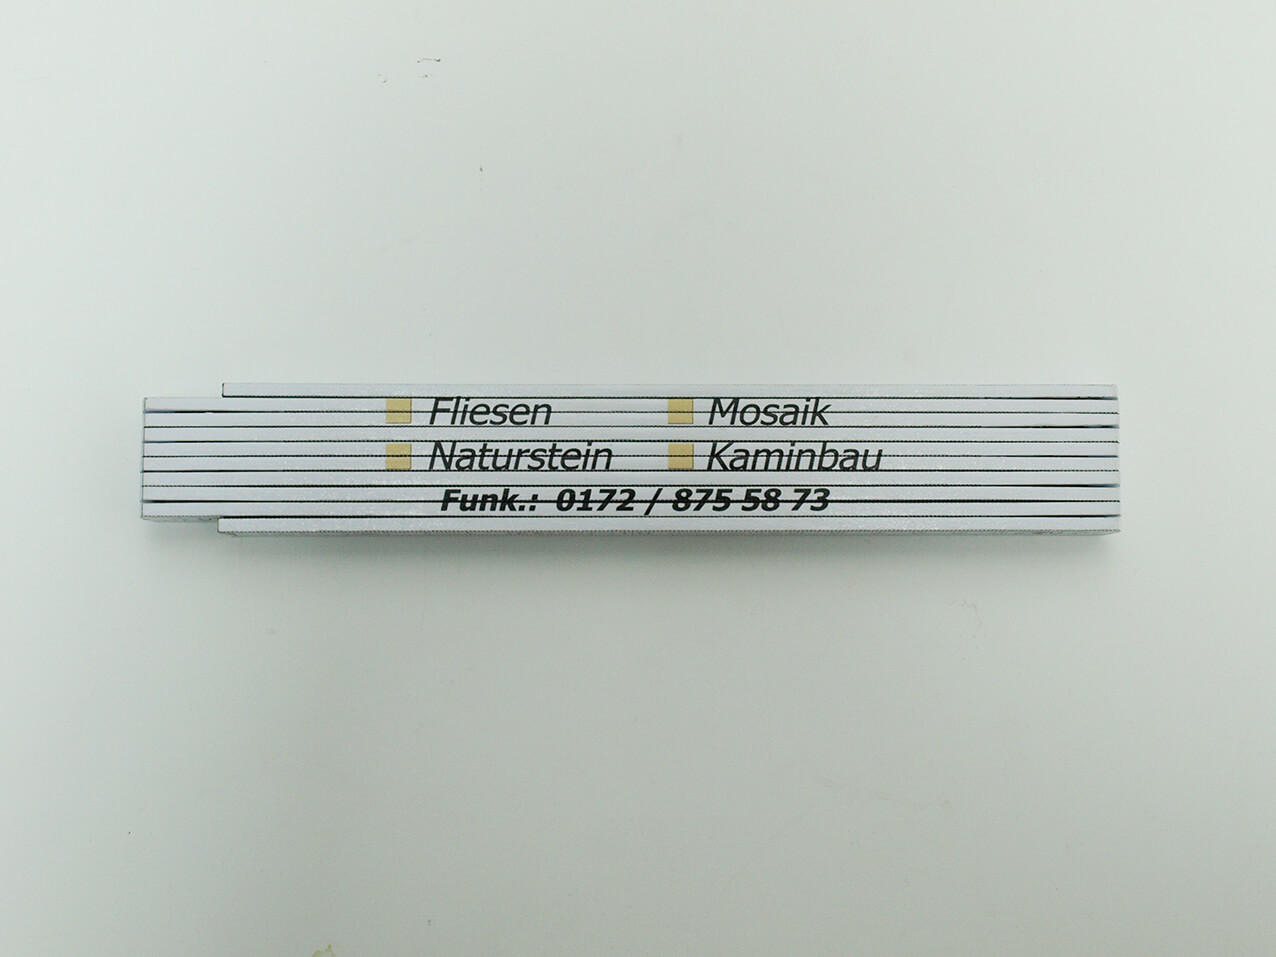 Fliesen Mosaik
Naturstein Kaminbau
Funk.: 0172 / 875 58 73